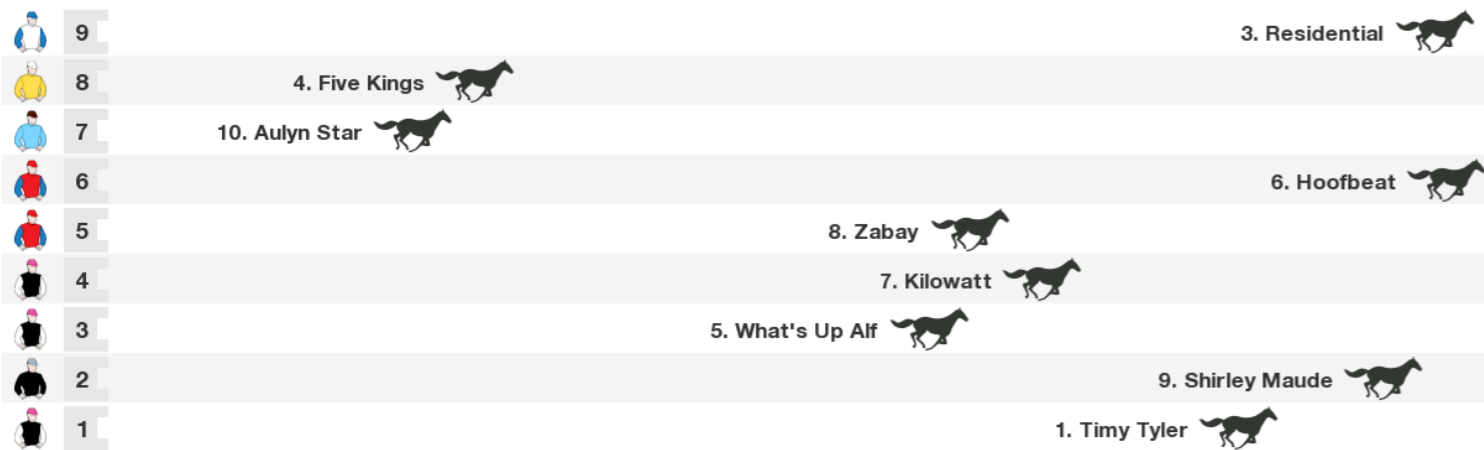 9 3. Residential
8 4. Five Kings
7 10. Aulyn Star
6 6. Hoofbeat
5 8. Zabay
4 7. Kilowatt
3 5. What's Up Alf
2 9. Shirley Maude
1 1. Timy Tyler